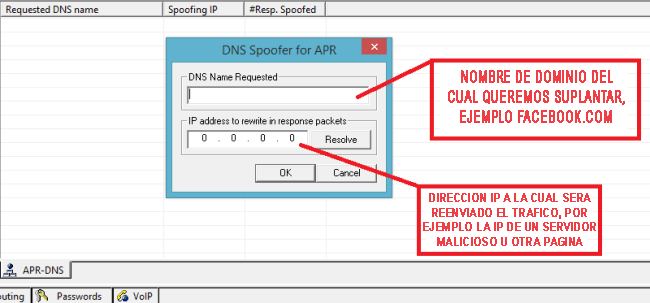 Requested DNS name Spoofing IP #Resp. Spoofed
DNS Spoofer for APR
DNS Name Requested
NOMBRE DE DOMINIO DEL
CUAL QUEREMOS SUPLANTAR,
EJEMPLO FACEBOOK.COM
IP address to rewrite in response packets
0 . 0 . 0 . 0 Resolve
OK Cancel
DIRECCION IP A LA CUAL SERA
REENVIADO EL TRAFICO, POR
EJEMPLO LA IP DE UN SERVIDOR
MALICIOSO U OTRA PAGINA
APR-DNS
outing Passwords VoIP